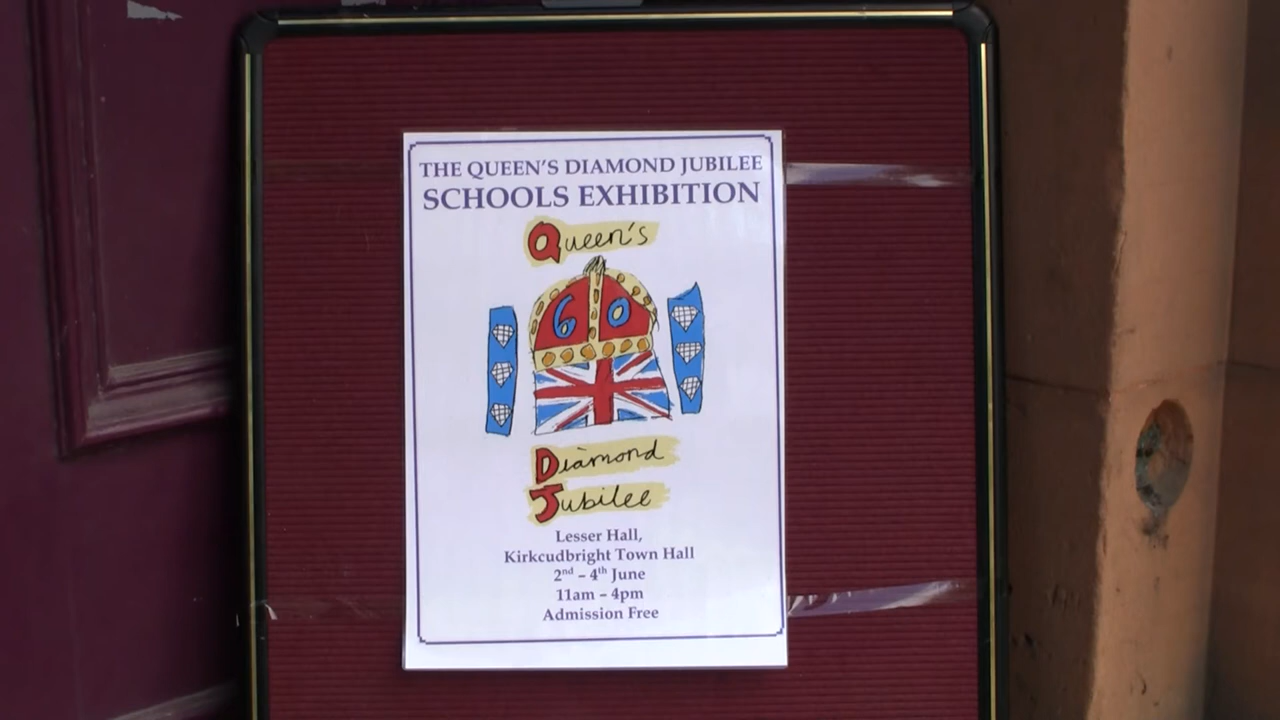 THE QUEEN'S DIAMOND JUBILEE
SCHOOLS EXHIBITION
Queen's
60
Diamond
Jubilee
Lesser Hall,
Kirkcudbright Town Hall
2nd – 4th June
11am – 4pm
Admission Free